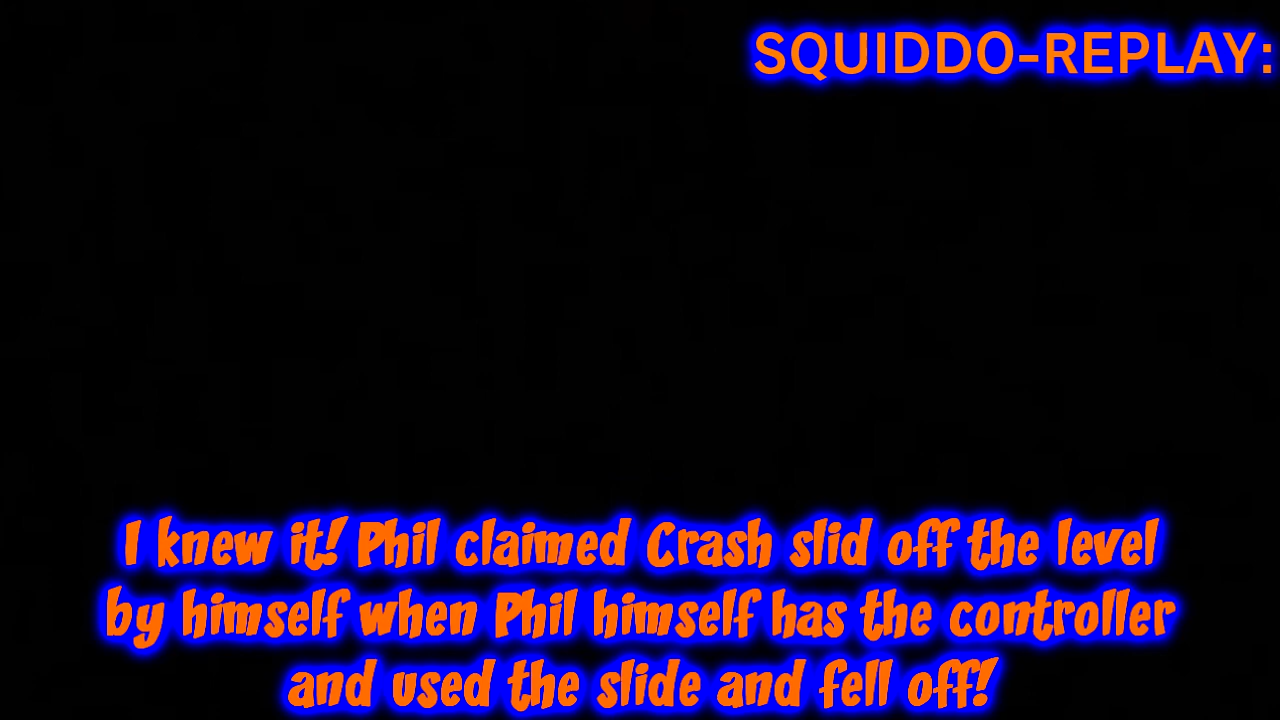 SQUIDDO-REPLAY:
I knew it! Phil claimed Crash slid off the level
by himself when Phil himself has the controller
and used the slide and fell off!